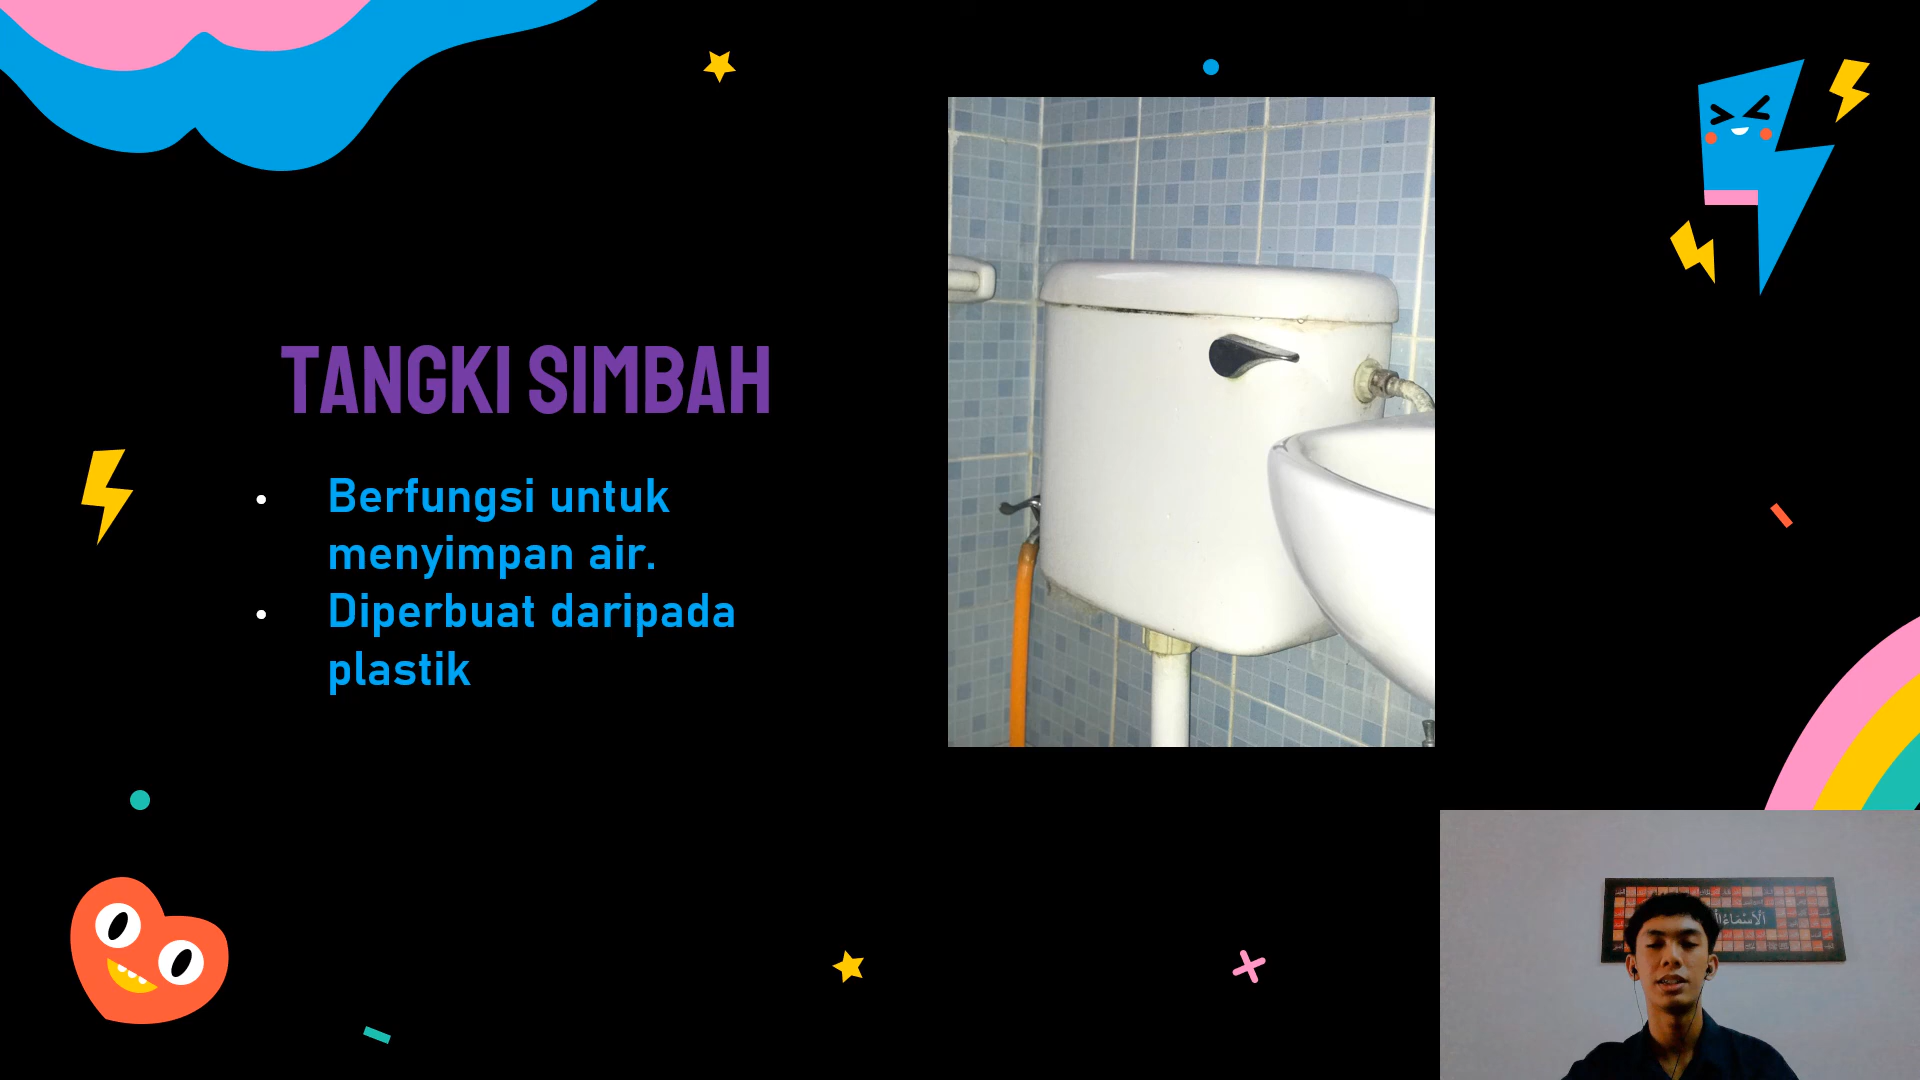 TANGKI SIMBAH
• Berfungsi untuk
menyimpan air.
• Diperbuat daripada
plastik